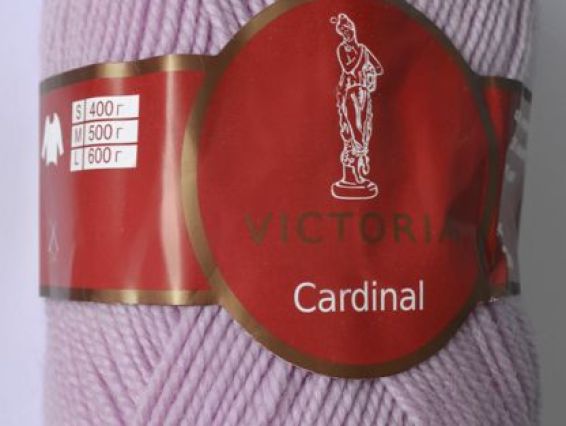 S 400 г
M 500 г
L 600 г
VICTORIA
Cardinal